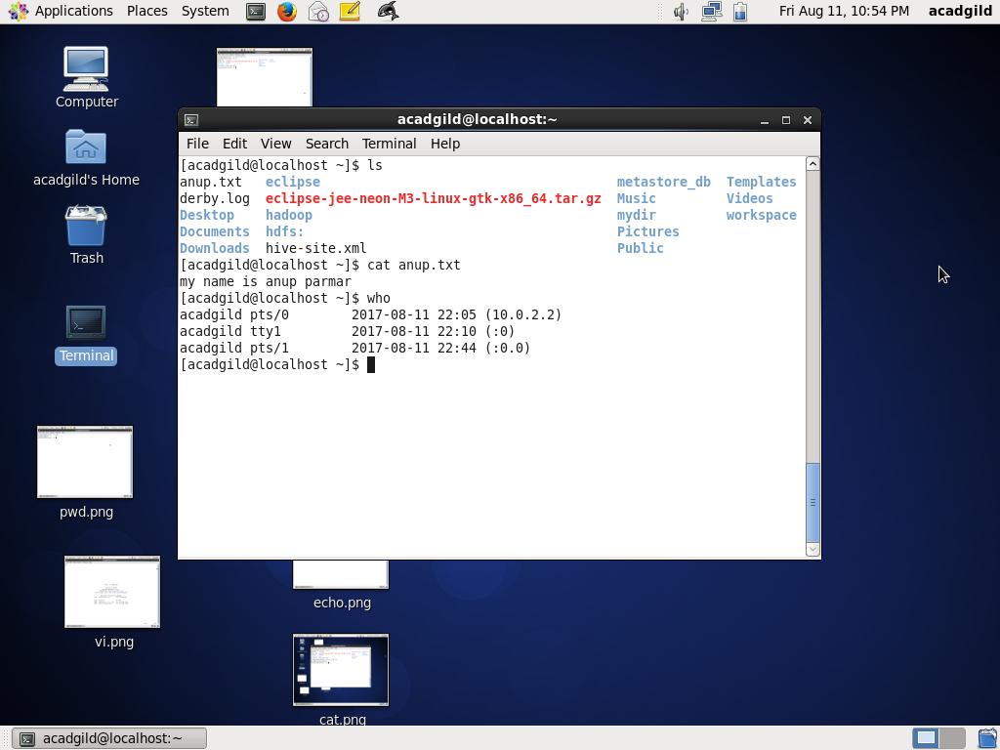 Applications Places System Fri Aug 11, 10:54 PM acadgild
Computer
acadgild's Home
Trash
Terminal
pwd.png
vi.png
echo.png
cat.png
acadgild@localhost:~
File Edit View Search Terminal Help
[acadgild@localhost ~]$ ls
anup.txt eclipse metastore_db Templates
derby.log eclipse-jee-neon-M3-linux-gtk-x86_64.tar.gz Music Videos
Desktop hadoop mydir workspace
Documents hdfs: Pictures
Downloads hive-site.xml Public
[acadgild@localhost ~]$ cat anup.txt
my name is anup parmar
[acadgild@localhost ~]$ who
acadgild pts/0 2017-08-11 22:05 (10.0.2.2)
acadgild tty1 2017-08-11 22:10 (:0)
acadgild pts/1 2017-08-11 22:44 (:0.0)
[acadgild@localhost ~]$
acadgild@localhost:~